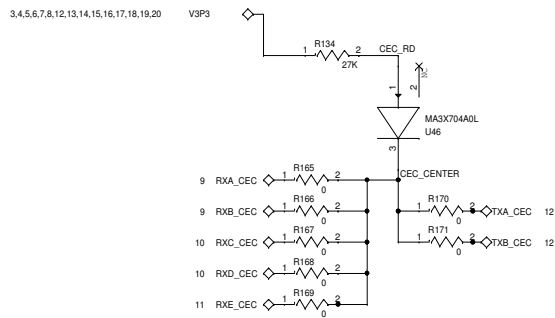 3,4,5,6,7,8,12,13,14,15,16,17,18,19,20 V3P3
R134
1 2 CEC_RD
27K
NC
1 2
MA3X704A0L
U46
3
CEC_CENTER
R165
9 RXA_CEC 1 2
0
R166 R170
9 RXB_CEC 1 2 1 2 TXA_CEC 12
0 0
R167 R171
10 RXC_CEC 1 2 1 2 TXB_CEC 12
0 0
R168
10 RXD_CEC 1 2
0
R169
11 RXE_CEC 1 2
0